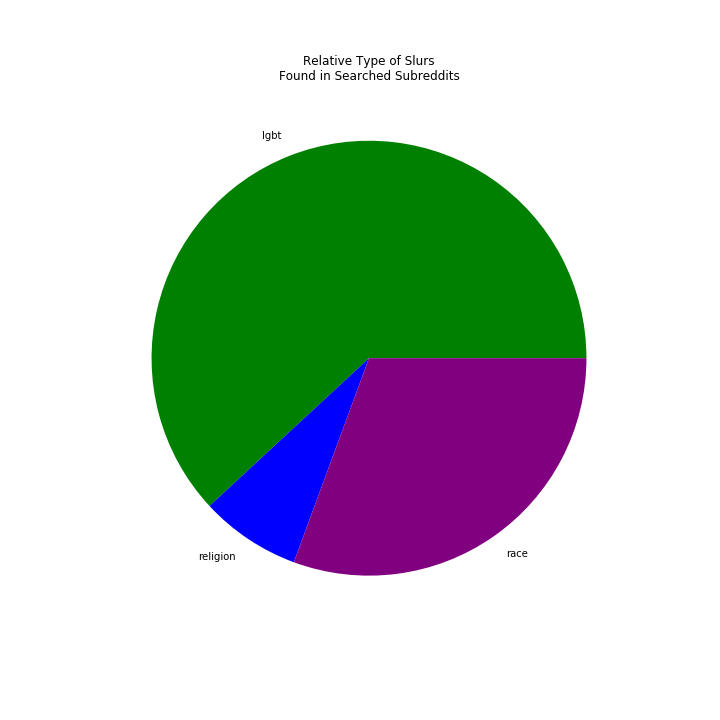 Relative Type of Slurs
Found in Searched Subreddits
lgbt
religion
race